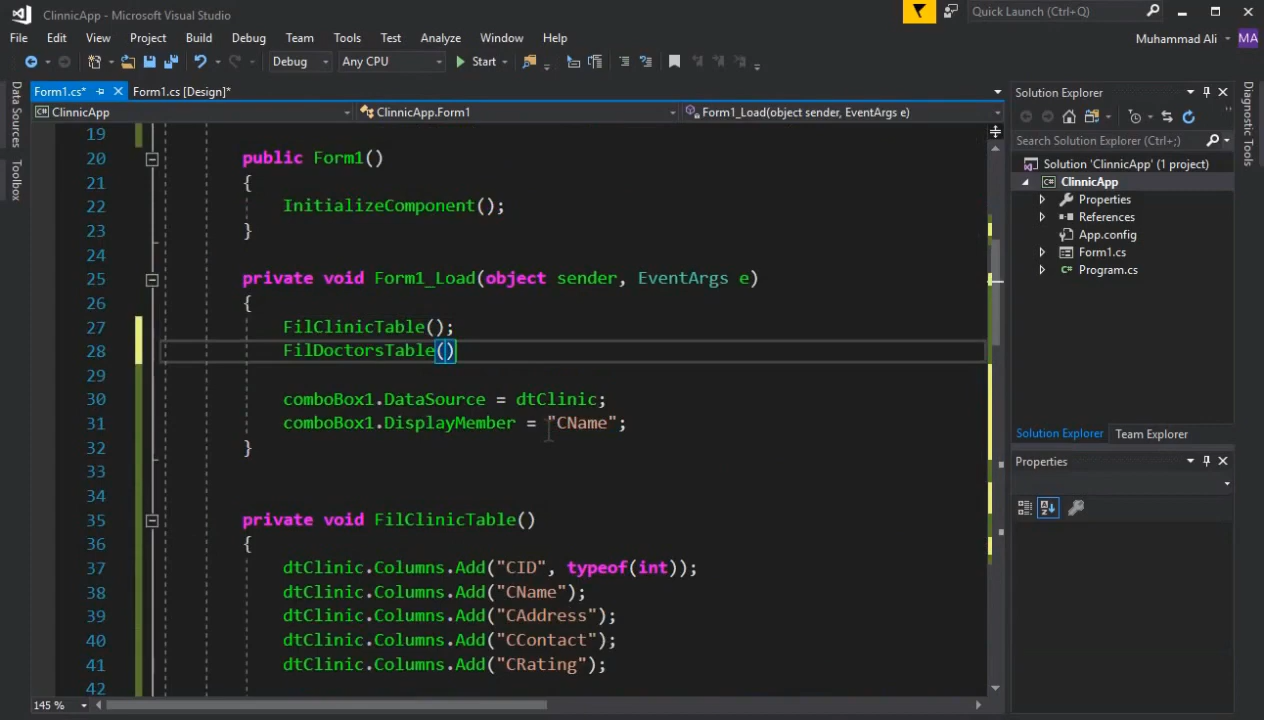 ClinnicApp - Microsoft Visual Studio
Quick Launch (Ctrl+Q)
File Edit View Project Build Debug Team Tools Test Analyze Window Help
Muhammad Ali MA
Debug Any CPU Start
Form1.cs* Form1.cs [Design]*
ClinnicApp ClinnicApp.Form1 Form1_Load(object sender, EventArgs e)
Data Sources
Toolbox
19
20 public Form1()
21 {
22 InitializeComponent();
23 }
24
25 private void Form1_Load(object sender, EventArgs e)
26 {
27 FilClinicTable();
28 FilDoctorsTable()
29
30 comboBox1.DataSource = dtClinic;
31 comboBox1.DisplayMember = "CName";
32 }
33
34
35 private void FilClinicTable()
36 {
37 dtClinic.Columns.Add("CID", typeof(int));
38 dtClinic.Columns.Add("CName");
39 dtClinic.Columns.Add("CAddress");
40 dtClinic.Columns.Add("CContact");
41 dtClinic.Columns.Add("CRating");
42
145 %
Solution Explorer
Search Solution Explorer (Ctrl+;)
Solution 'ClinnicApp' (1 project)
ClinnicApp
Properties
References
App.config
Form1.cs
Program.cs
Solution Explorer Team Explorer
Properties
Diagnostic Tools